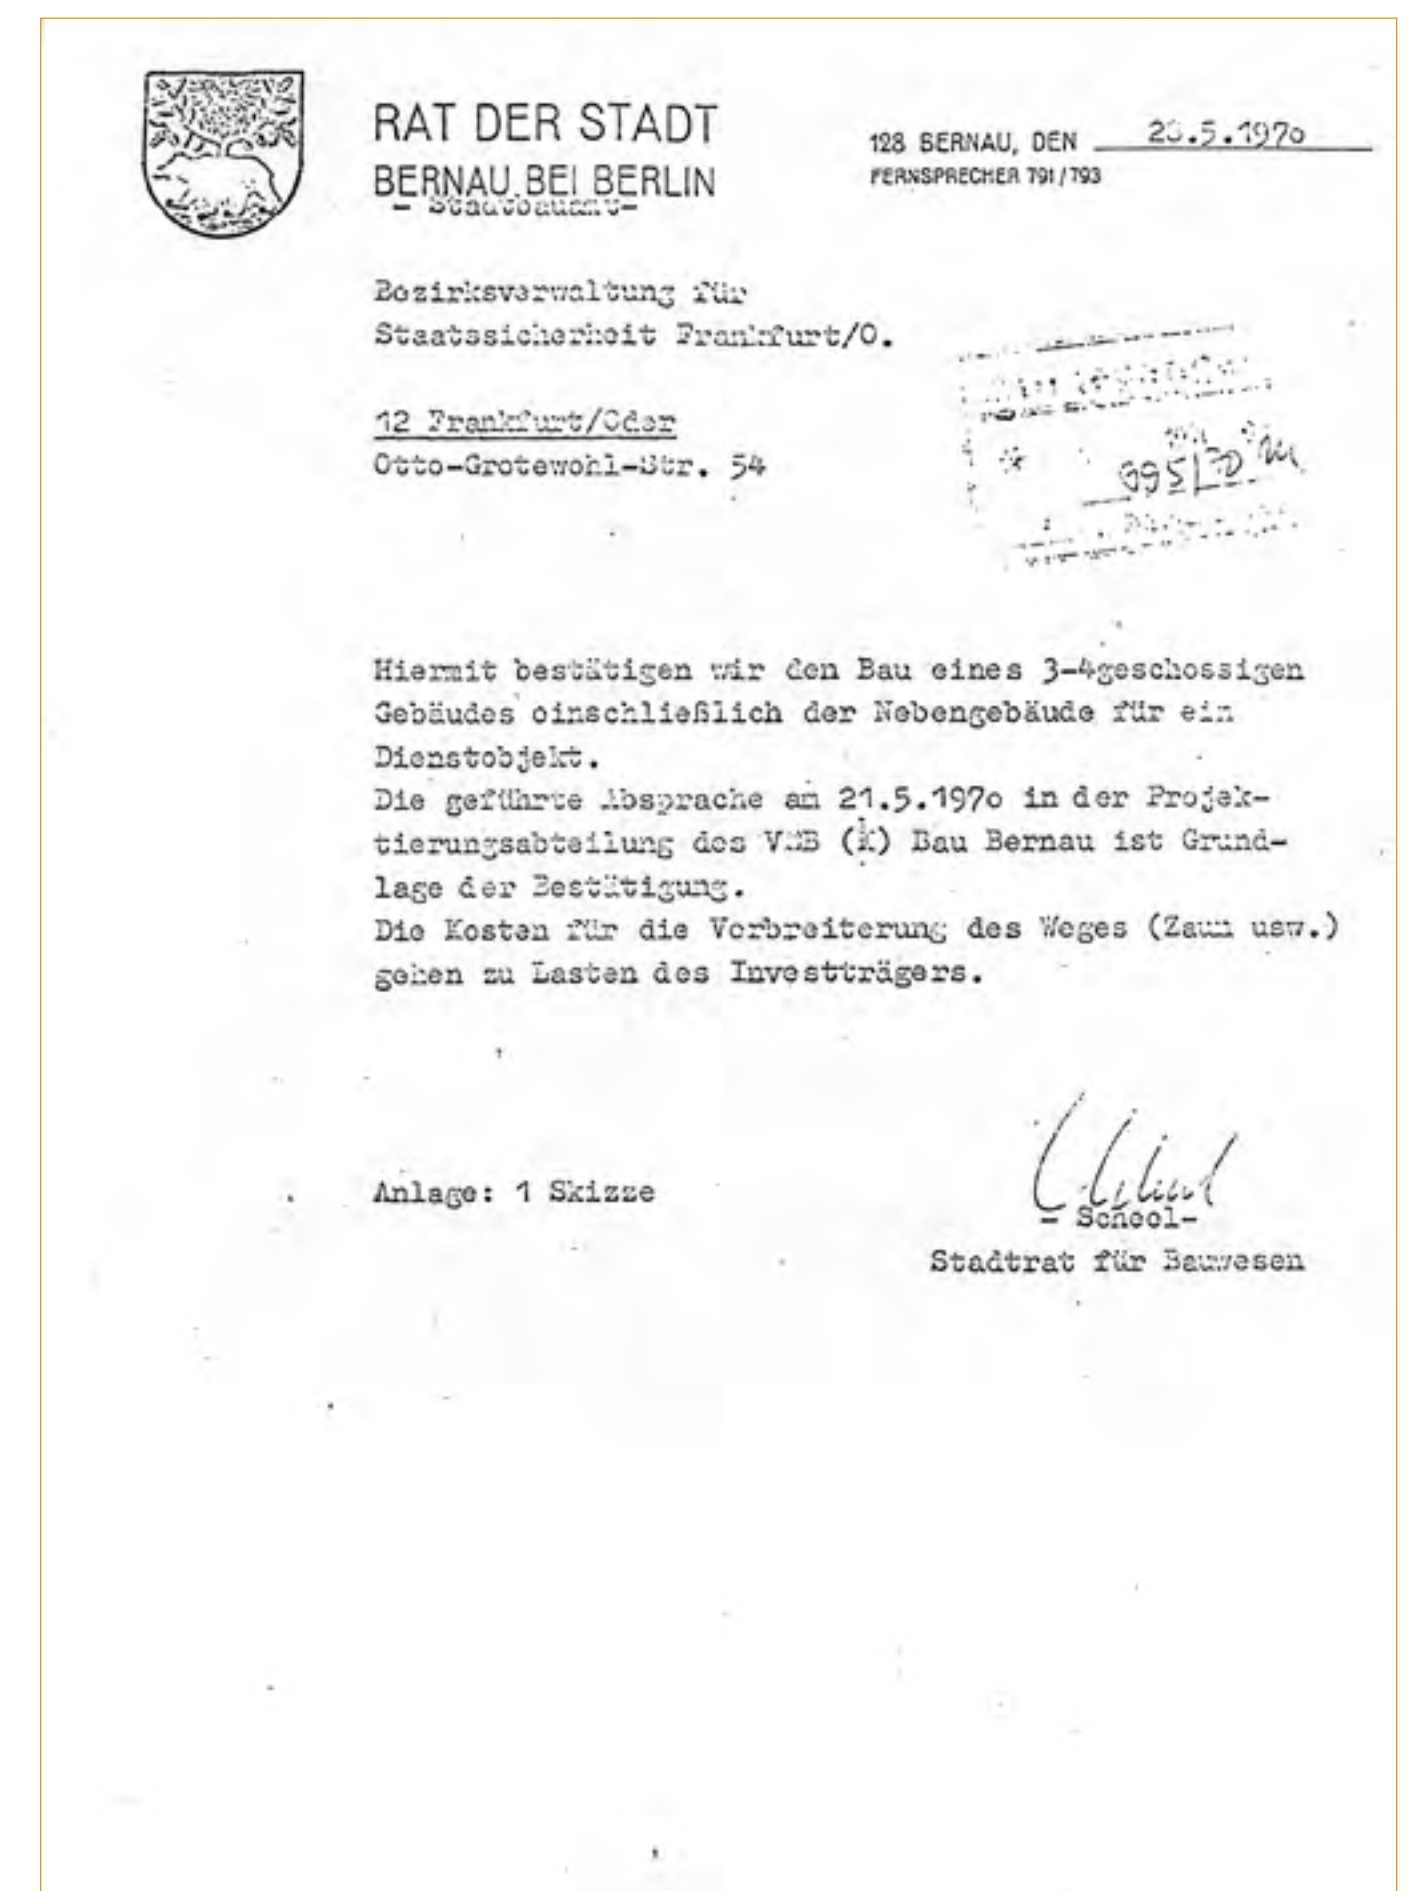 RAT DER STADT
BERNAU BEI BERLIN
- Stadtbauamt-
128 BERNAU, DEN
.5.1970
FERNSPRECHER 791/793
Bezirksverwaltung für
Staatssicherheit Frankfurt/O.
12 Frankfurt/Oder
Otto-Grotewohl-Str. 54
995/70
Hiermit bestätigen wir den Bau eines 3-4geschossigen
Gebäudes einschließlich der Nebengebäude für ein
Dienstobjekt.
Die geführte Absprache am 21.5.1970 in der Projek-
tierungsabteilung des VEB (K) Bau Bernau ist Grund-
lage der Bestätigung.
Die Kosten für die Verbreiterung des Weges (Zaun usw.)
gehen zu Lasten des Investträgers.
Anlage: 1 Skizze
- Scheel-
Stadtrat für Bauwesen